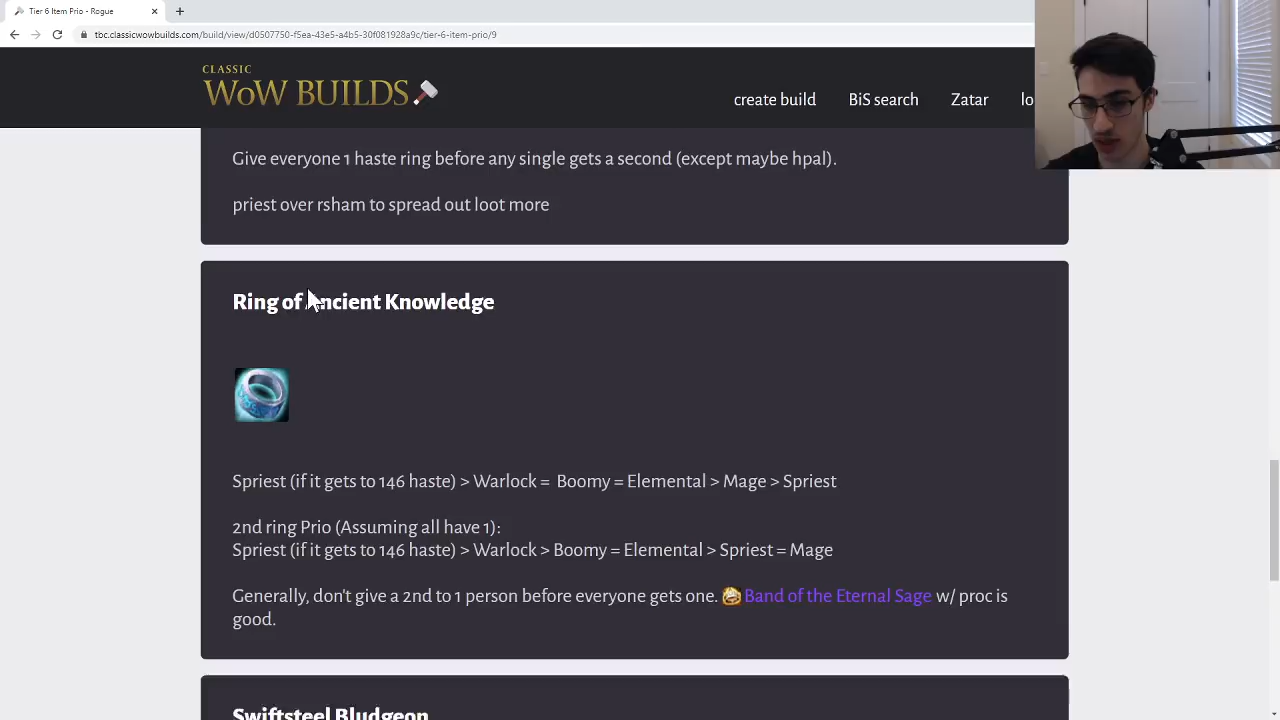 Tier 6 Item Prio - Rogue
tbc.classicwowbuilds.com/build/view/d0507750-f5ea-43e5-a4b5-30f081928a9c/tier-6-item-prio/9
CLASSIC
WoW BUILDS
create build BiS search Zatar lo
Give everyone 1 haste ring before any single gets a second (except maybe hpal).
priest over rsham to spread out loot more
Ring of Ancient Knowledge
Spriest (if it gets to 146 haste) > Warlock = Boomy = Elemental > Mage > Spriest
2nd ring Prio (Assuming all have 1):
Spriest (if it gets to 146 haste) > Warlock > Boomy = Elemental > Spriest = Mage
Generally, don't give a 2nd to 1 person before everyone gets one. Band of the Eternal Sage w/ proc is
good.
Swiftsteel Bludgeon